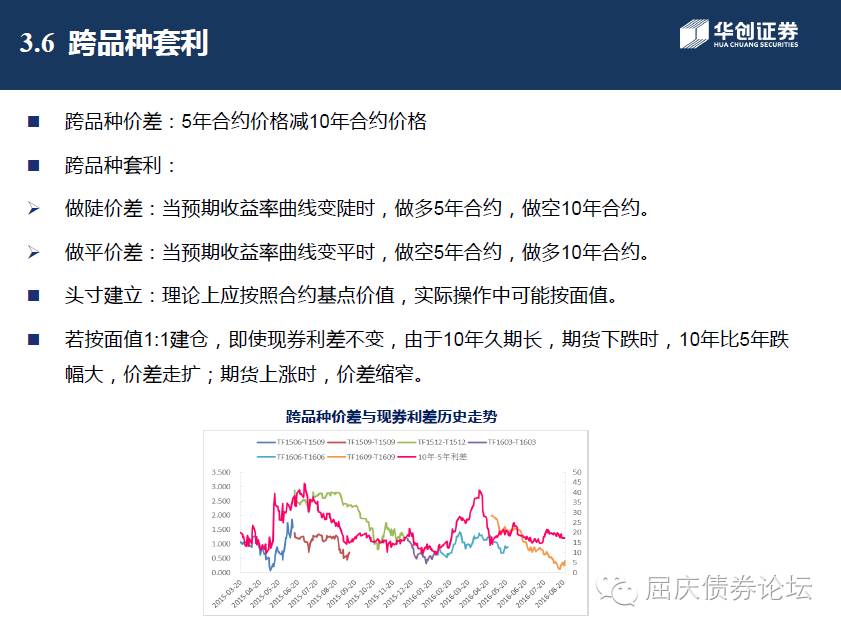 3.6 跨品种套利
华创证券
HUA CHUANG SECURITIES
■ 跨品种价差：5年合约价格减10年合约价格
■ 跨品种套利：
➢ 做陡价差：当预期收益率曲线变陡时，做多5年合约，做空10年合约。
➢ 做平价差：当预期收益率曲线变平时，做空5年合约，做多10年合约。
■ 头寸建立：理论上应按照合约基点价值，实际操作中可能按面值。
■ 若按面值1:1建仓，即使现券利差不变，由于10年久期长，期货下跌时，10年比5年跌
幅大，价差走扩；期货上涨时，价差缩窄。
跨品种价差与现券利差历史走势
TF1506-T1509 TF1509-T1509 TF1512-T1512 TF1603-T1603
TF1606-T1606 TF1609-T1609 10年-5年利差
3.500 50
3.000 45
2.500 40
2.000 35
1.500 30
1.000 25
0.500 20
0.000 15
10
5
0
2015-03-20 2015-04-20 2015-05-20 2015-06-20 2015-07-20 2015-08-20 2015-09-20 2015-10-20 2015-11-20 2015-12-20 2016-01-20 2016-02-20 2016-03-20 2016-04-20 2016-05-20 2016-06-20 2016-07-20 2016-08-20
屈庆债券论坛